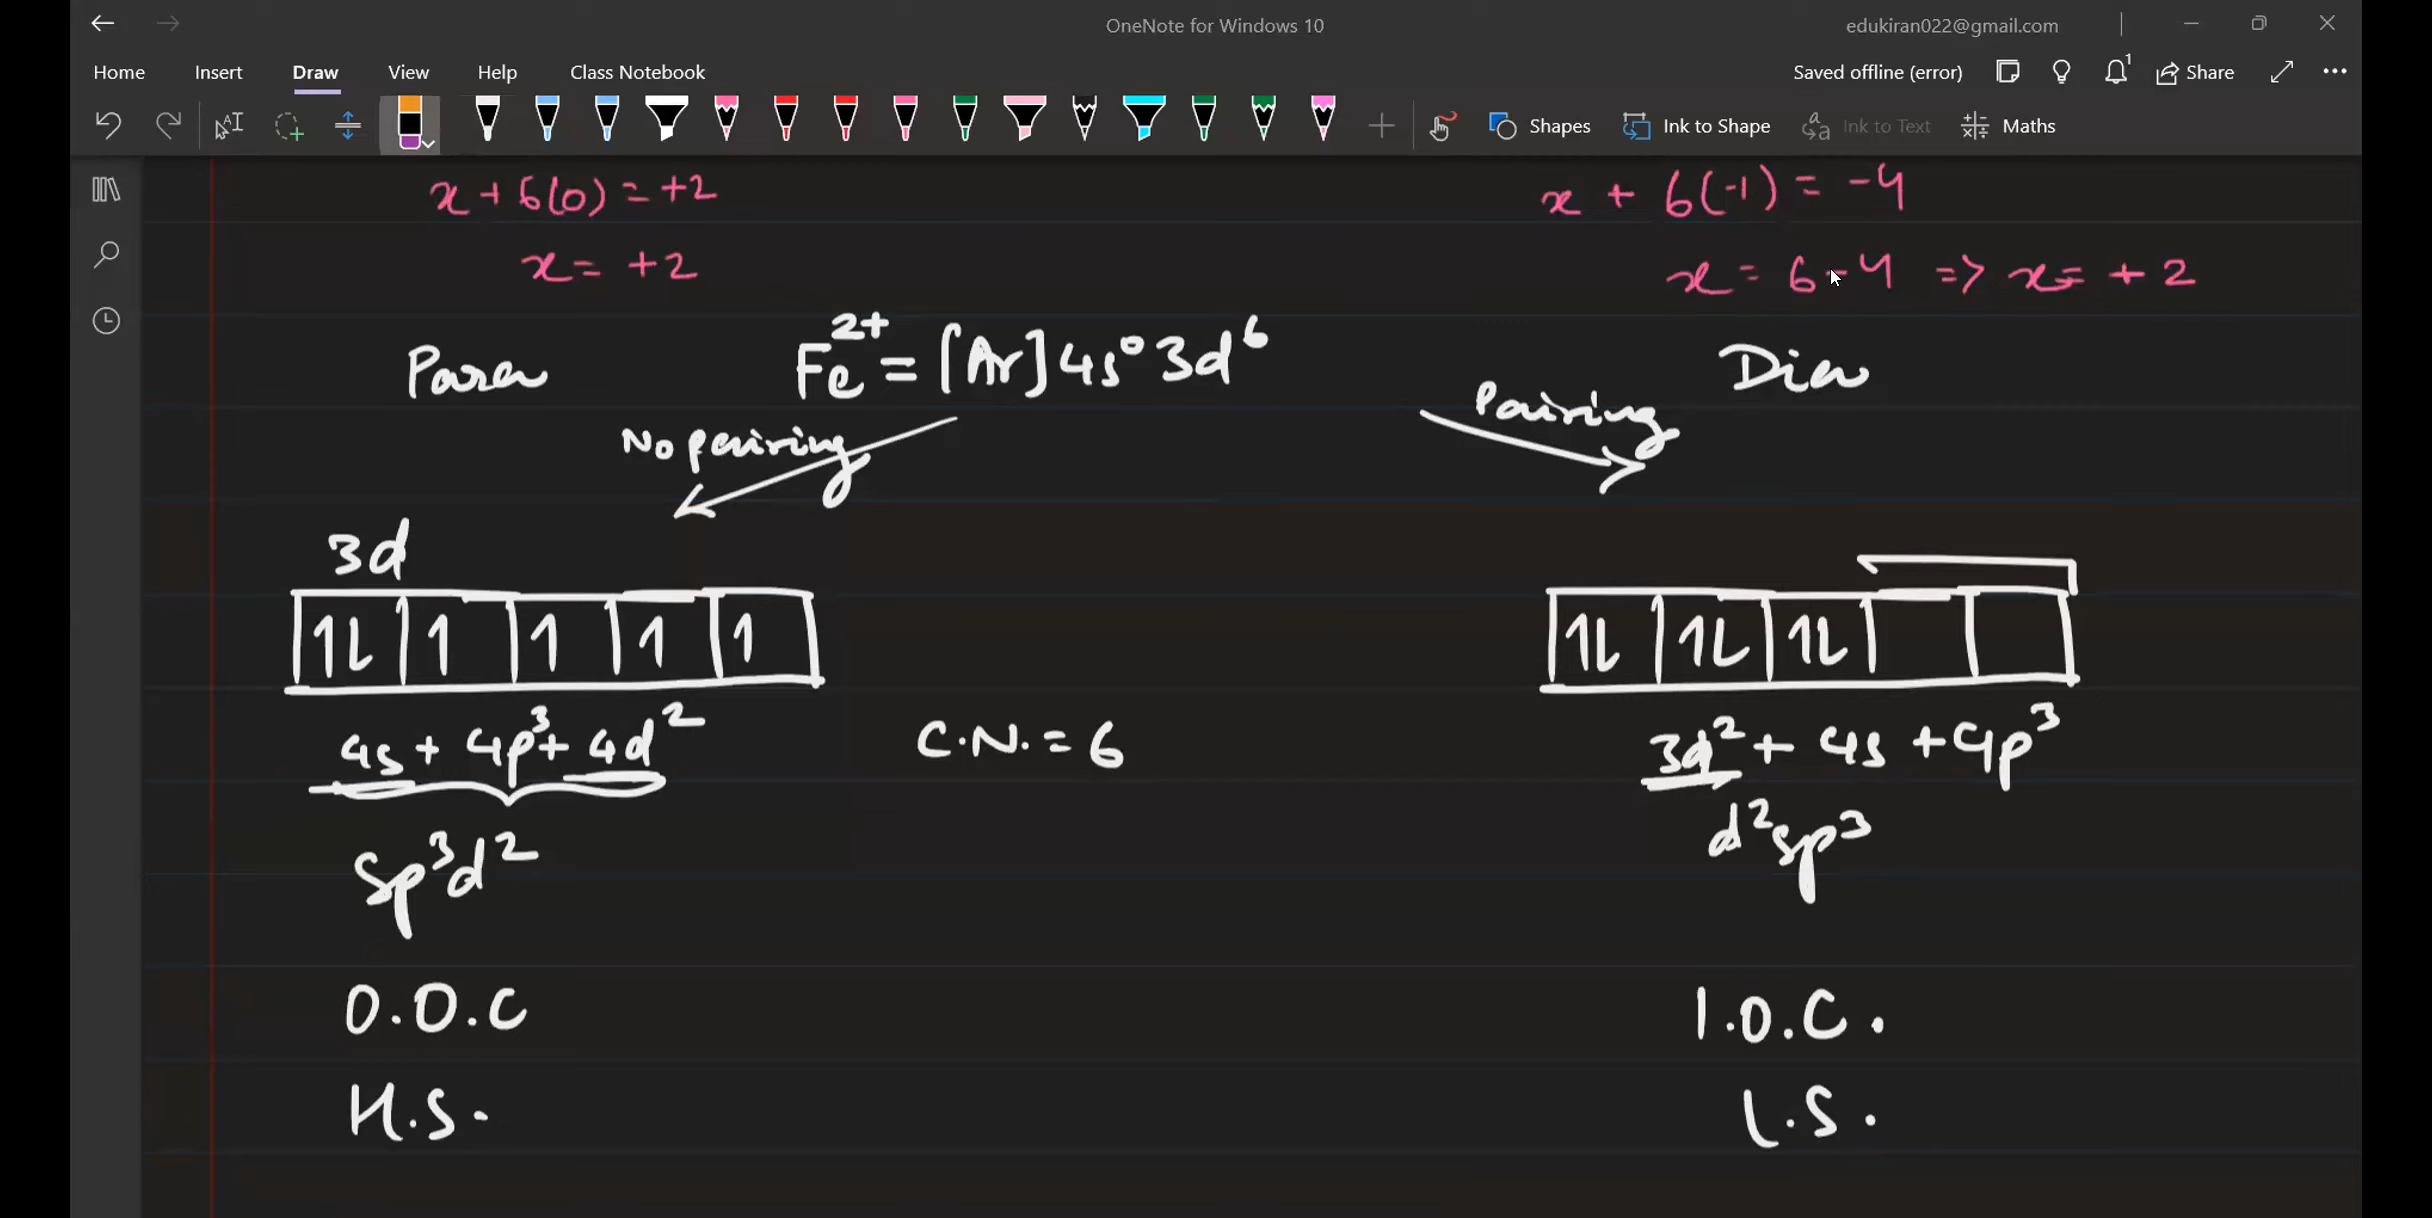 OneNote for Windows 10
edukiran022@gmail.com
Home Insert Draw View Help Class Notebook
Saved offline (error) 1 Share
Shapes Ink to Shape Ink to Text Maths
x + 6(0) = +2
x + 6(-1) = -4
x = +2
x = 6-4 => x = + 2
Para
Fe²⁺ = [Ar] 4s⁰ 3d⁶
Dia
No pairing
Pairing
3d
1L 1 1 1 1
1L 1L 1L
4s + 4p³ + 4d²
C.N. = 6
3d² + 4s + 4p³
sp³d²
d²sp³
O.O.C
I.O.C.
H.S.
L.S.